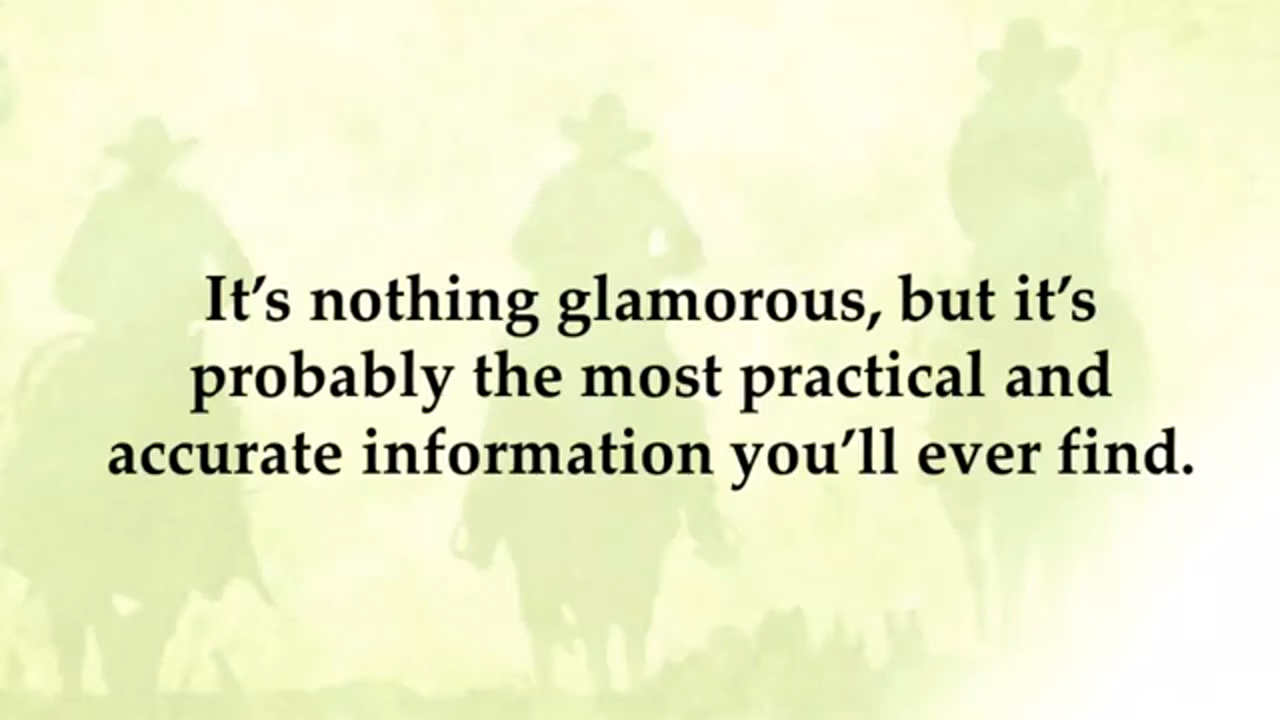 It’s nothing glamorous, but it’s
probably the most practical and
accurate information you’ll ever find.